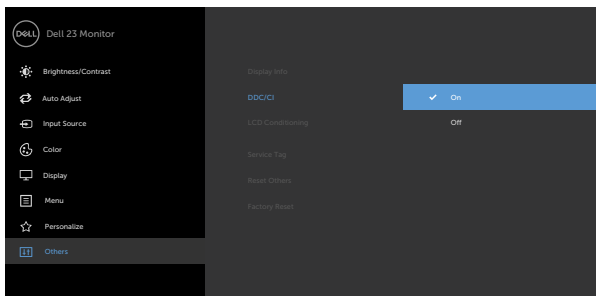 DELL Dell 23 Monitor
Brightness/Contrast
Display Info
Auto Adjust
DDC/CI
On
Input Source
LCD Conditioning
Off
Color
Service Tag
Display
Reset Others
Menu
Factory Reset
Personalize
Others